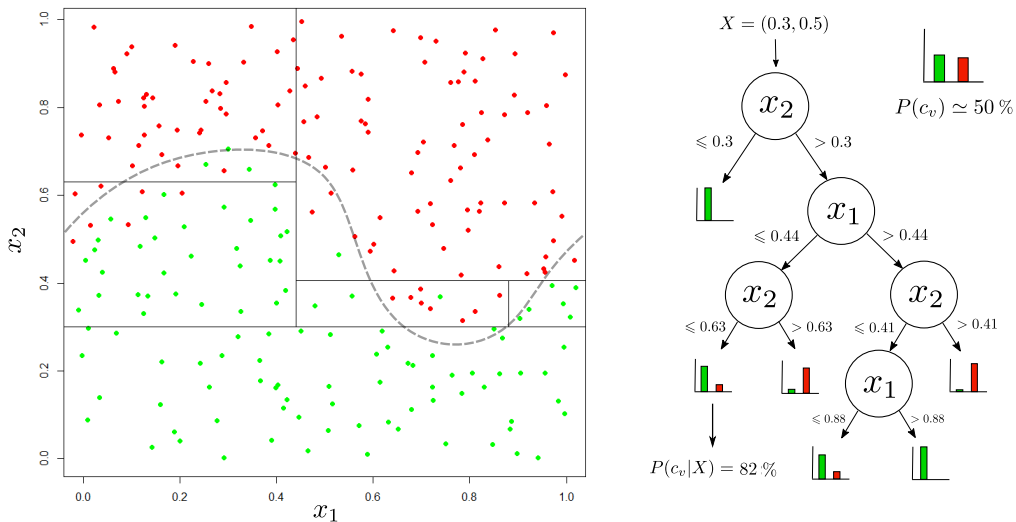 1.0
0.8
0.6
0.4
0.2
0.0
x₂
0.0 0.2 0.4 0.6 0.8 1.0
x₁
X = (0.3, 0.5)
P(cᵥ) ≃ 50 %
x₂
⩽ 0.3 > 0.3
x₁
⩽ 0.44 > 0.44
x₂ x₂
⩽ 0.63 > 0.63 ⩽ 0.41 > 0.41
x₁
⩽ 0.88 > 0.88
P(cᵥ|X) = 82 %